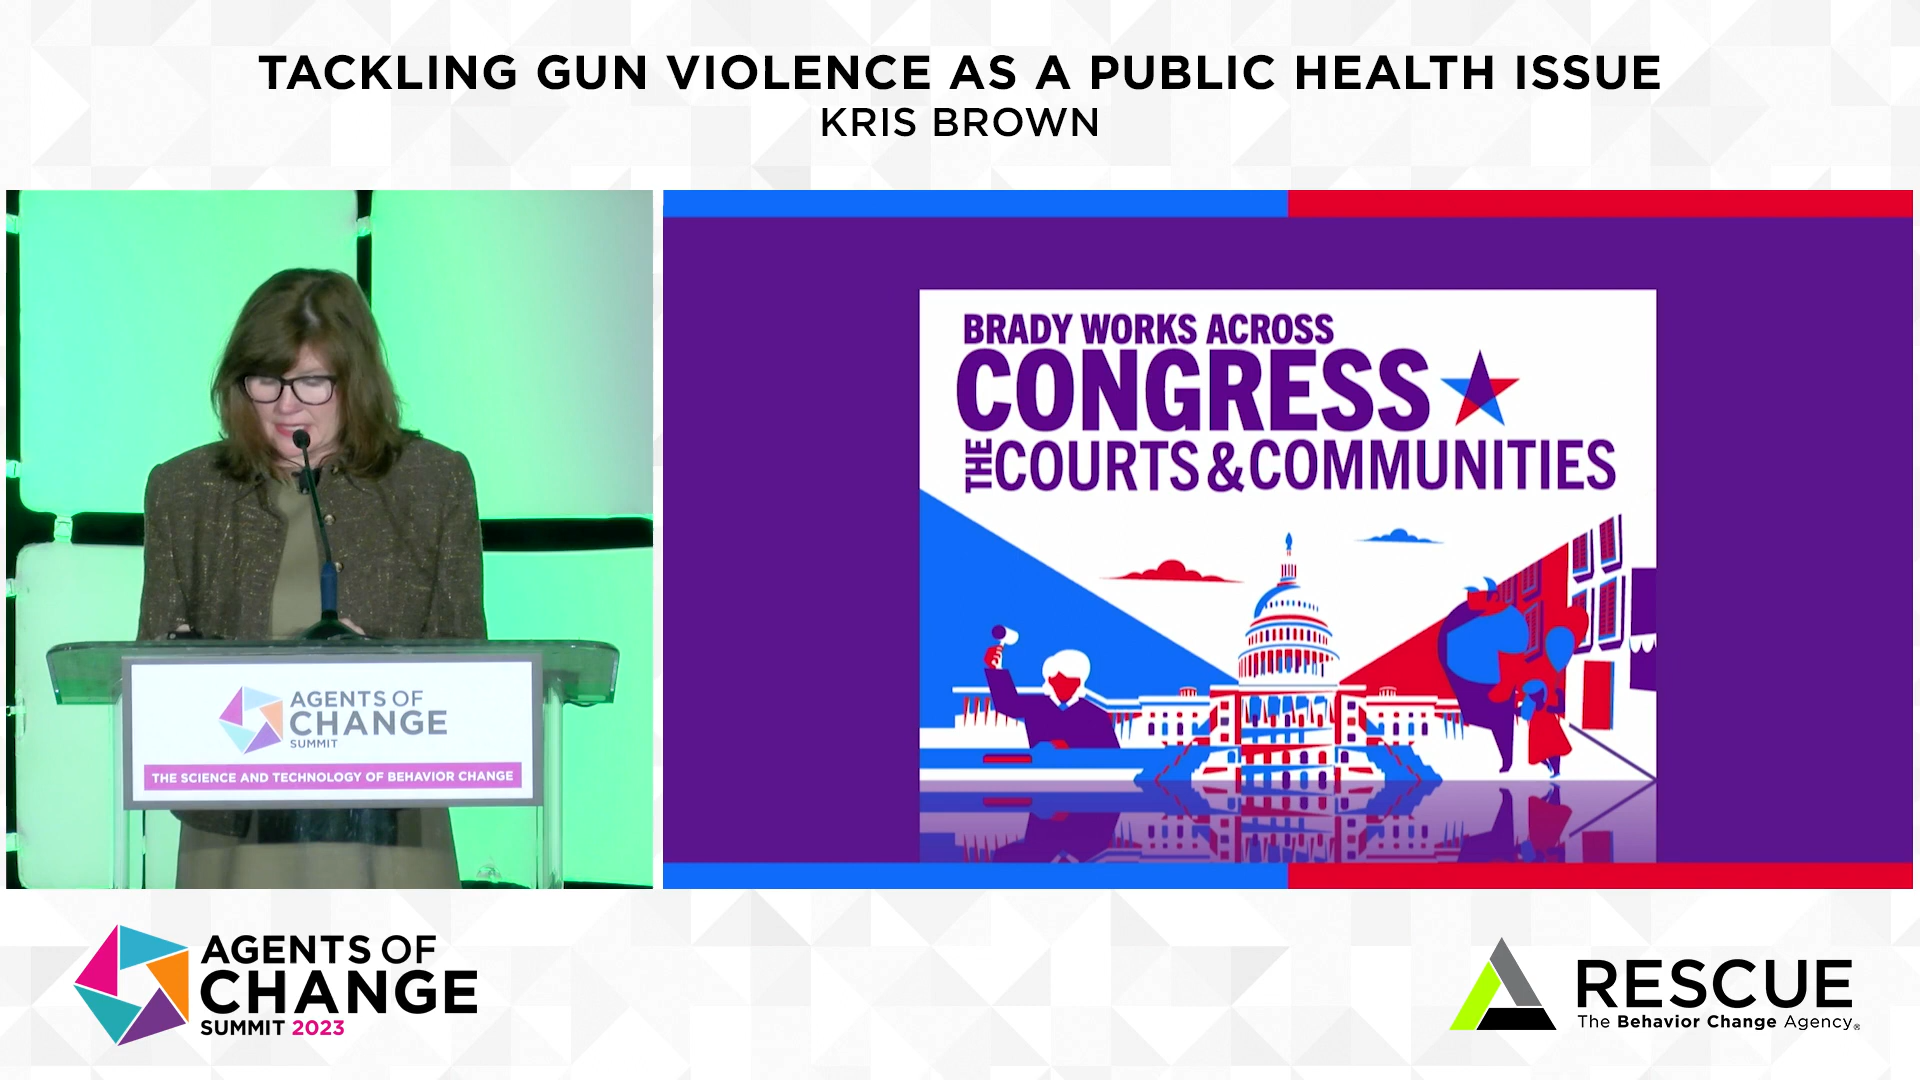 TACKLING GUN VIOLENCE AS A PUBLIC HEALTH ISSUE
KRIS BROWN
BRADY WORKS ACROSS
CONGRESS
THE COURTS & COMMUNITIES
AGENTS OF
CHANGE
SUMMIT
THE SCIENCE AND TECHNOLOGY OF BEHAVIOR CHANGE
AGENTS OF
CHANGE
SUMMIT 2023
RESCUE
The Behavior Change Agency®